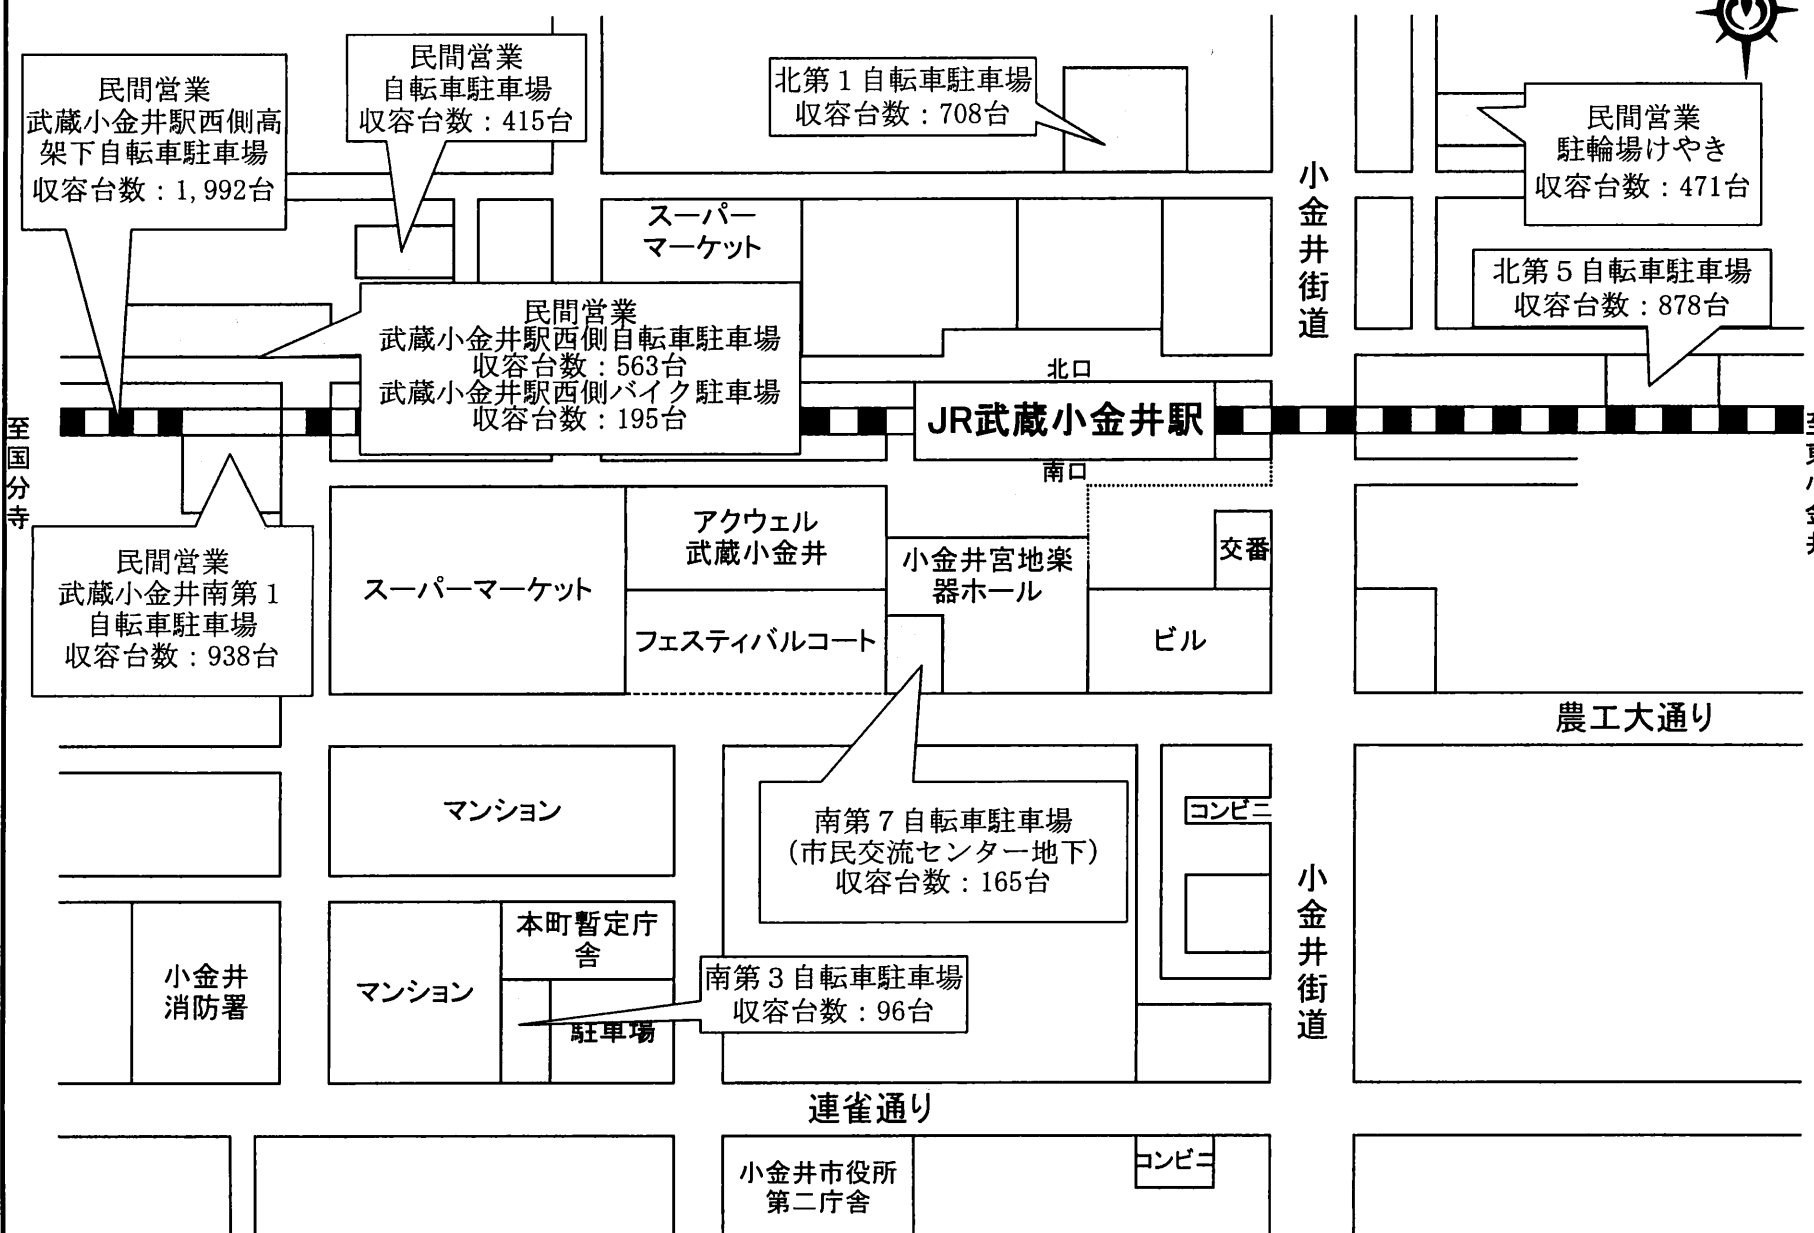 民間営業
武蔵小金井駅西側高
架下自転車駐車場
収容台数：1,992台
民間営業
自転車駐車場
収容台数：415台
北第１自転車駐車場
収容台数：708台
民間営業
駐輪場けやき
収容台数：471台
小金井街道
スーパー
マーケット
北第５自転車駐車場
収容台数：878台
民間営業
武蔵小金井駅西側自転車駐車場
収容台数：563台
武蔵小金井駅西側バイク駐車場
収容台数：195台
北口
JR武蔵小金井駅
南口
至国分寺
至東小金井
民間営業
武蔵小金井南第１
自転車駐車場
収容台数：938台
スーパーマーケット
アクウェル
武蔵小金井
フェスティバルコート
小金井宮地楽
器ホール
交番
ビル
農工大通り
マンション
南第７自転車駐車場
(市民交流センター地下)
収容台数：165台
コンビニ
小金井街道
小金井
消防署
マンション
本町暫定庁
舎
駐車場
南第３自転車駐車場
収容台数：96台
連雀通り
小金井市役所
第二庁舎
コンビニ